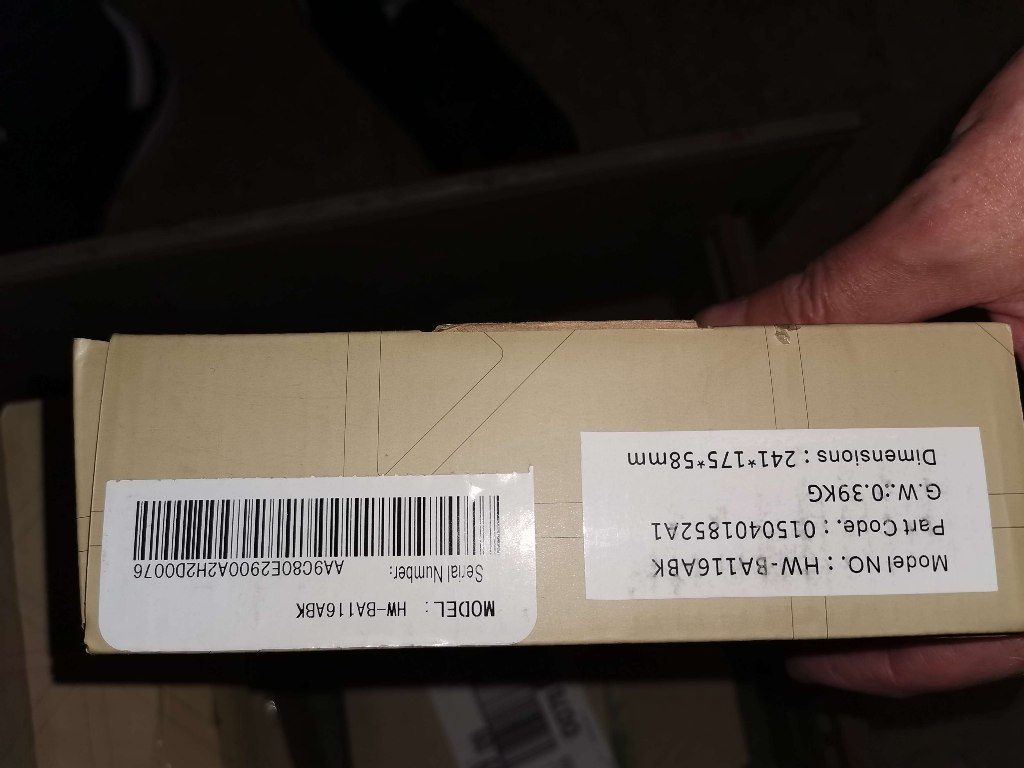 MODEL: HW-BA116ABK
Serial Number: AA9C80E2900A2H2D0076
Model NO.: HW-BA116ABK
Part Code.: 0150401852A1
G.W.:0.39KG
Dimensions: 241*175*58mm